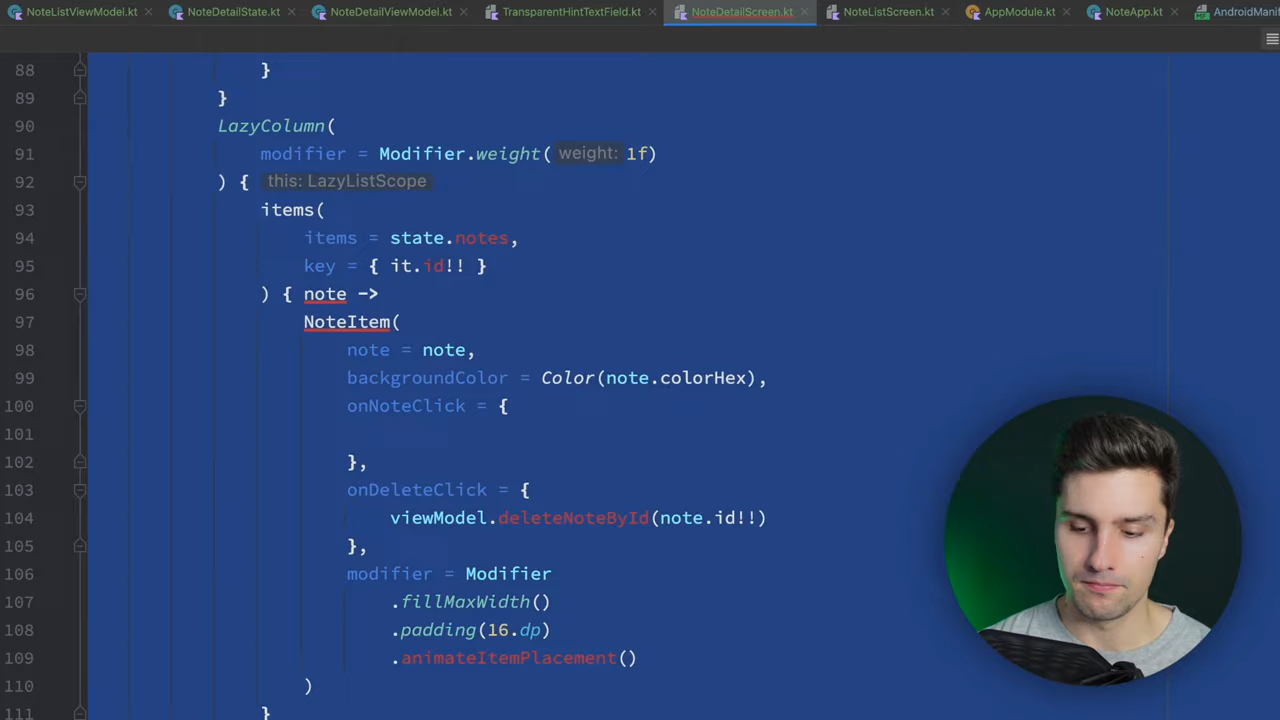 NoteListViewModel.kt NoteDetailState.kt NoteDetailViewModel.kt TransparentHintTextField.kt NoteDetailScreen.kt NoteListScreen.kt AppModule.kt NoteApp.kt AndroidManif
88 }
89 }
90 LazyColumn(
91 modifier = Modifier.weight( weight: 1f)
92 ) { this: LazyListScope
93 items(
94 items = state.notes,
95 key = { it.id!! }
96 ) { note ->
97 NoteItem(
98 note = note,
99 backgroundColor = Color(note.colorHex),
100 onNoteClick = {
101
102 },
103 onDeleteClick = {
104 viewModel.deleteNoteById(note.id!!)
105 },
106 modifier = Modifier
107 .fillMaxWidth()
108 .padding(16.dp)
109 .animateItemPlacement()
110 )
111 }